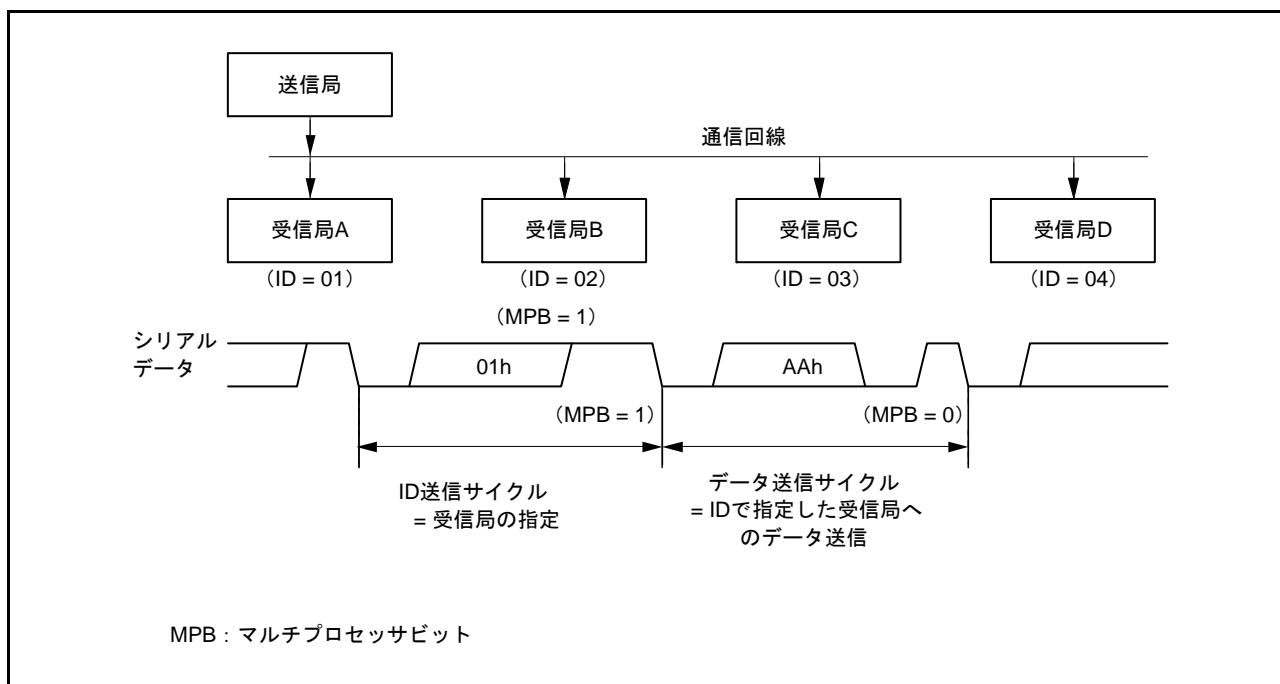 送信局
通信回線
受信局A
受信局B
受信局C
受信局D
（ID = 01）
（ID = 02）
（ID = 03）
（ID = 04）
（MPB = 1）
シリアル
データ
01h
AAh
（MPB = 1）
（MPB = 0）
ID送信サイクル
= 受信局の指定
データ送信サイクル
= IDで指定した受信局へ
のデータ送信
MPB：マルチプロセッサビット